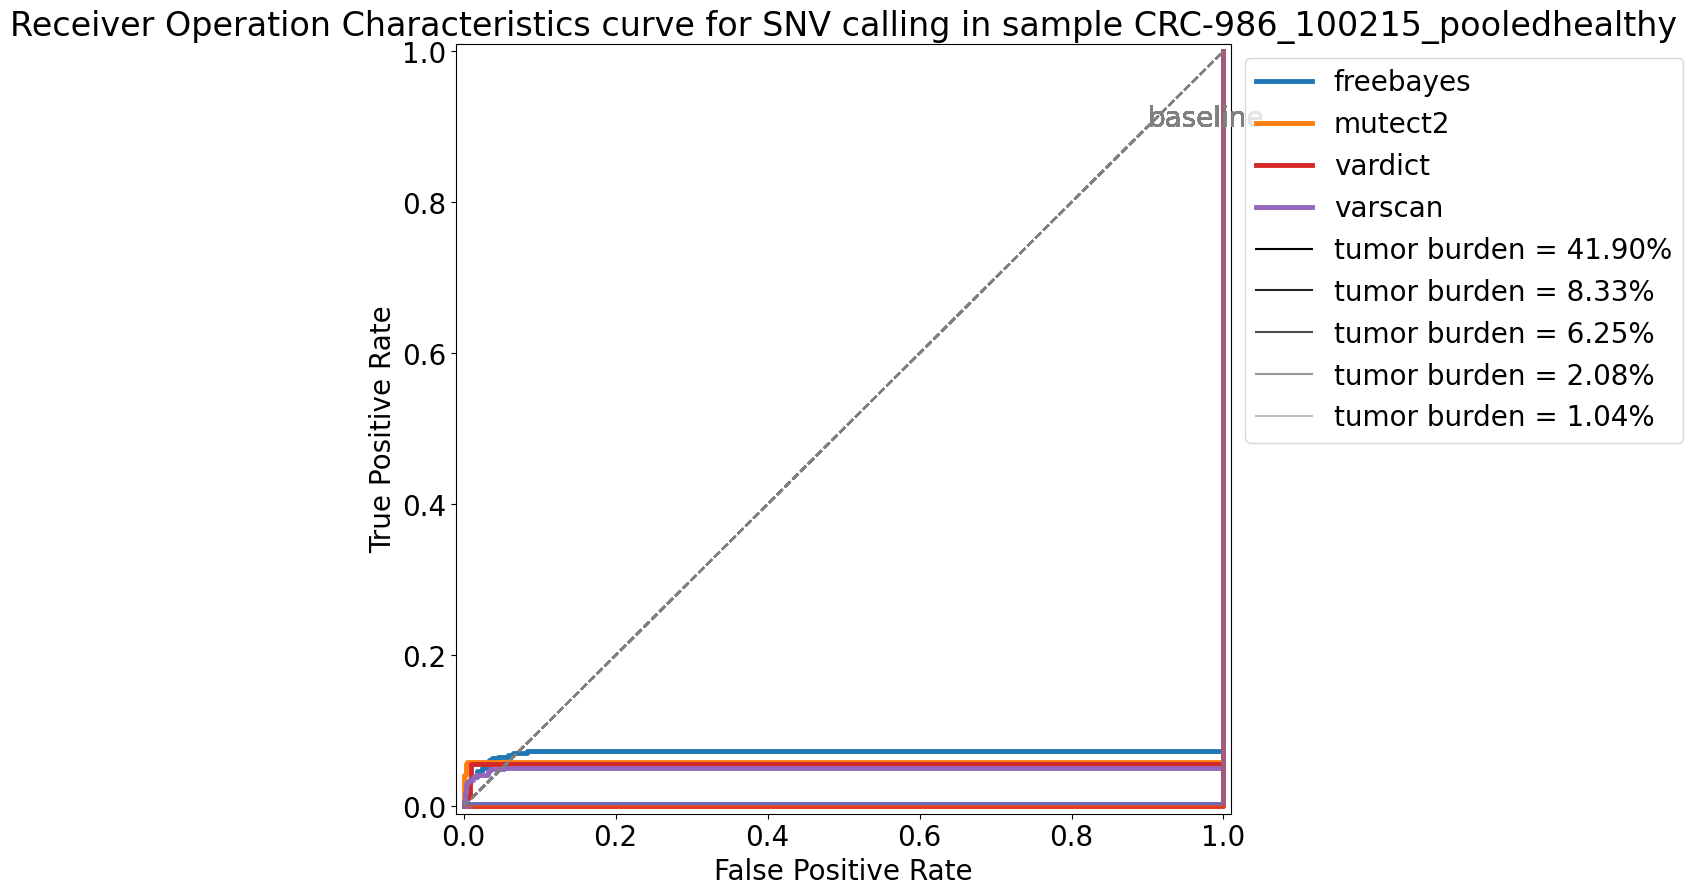 Receiver Operation Characteristics curve for SNV calling in sample CRC-986_100215_pooledhealthy
1.0
0.8
0.6
0.4
0.2
0.0
True Positive Rate
baseline
0.0 0.2 0.4 0.6 0.8 1.0
False Positive Rate
freebayes
mutect2
vardict
varscan
tumor burden = 41.90%
tumor burden = 8.33%
tumor burden = 6.25%
tumor burden = 2.08%
tumor burden = 1.04%